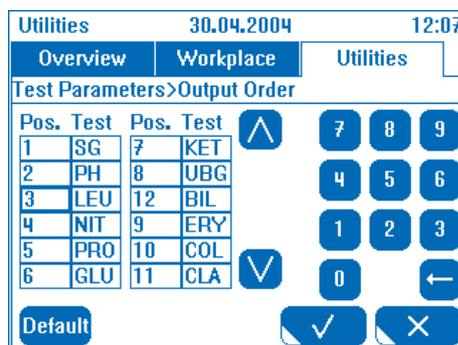 Utilities 30.04.2004 12:07
Overview Workplace Utilities
Test Parameters>Output Order
Pos. Test Pos. Test
1 SG 7 KET
2 PH 8 UBG
3 LEU 12 BIL
4 NIT 9 ERY
5 PRO 10 COL
6 GLU 11 CLA
7 8 9
4 5 6
1 2 3
0
Default